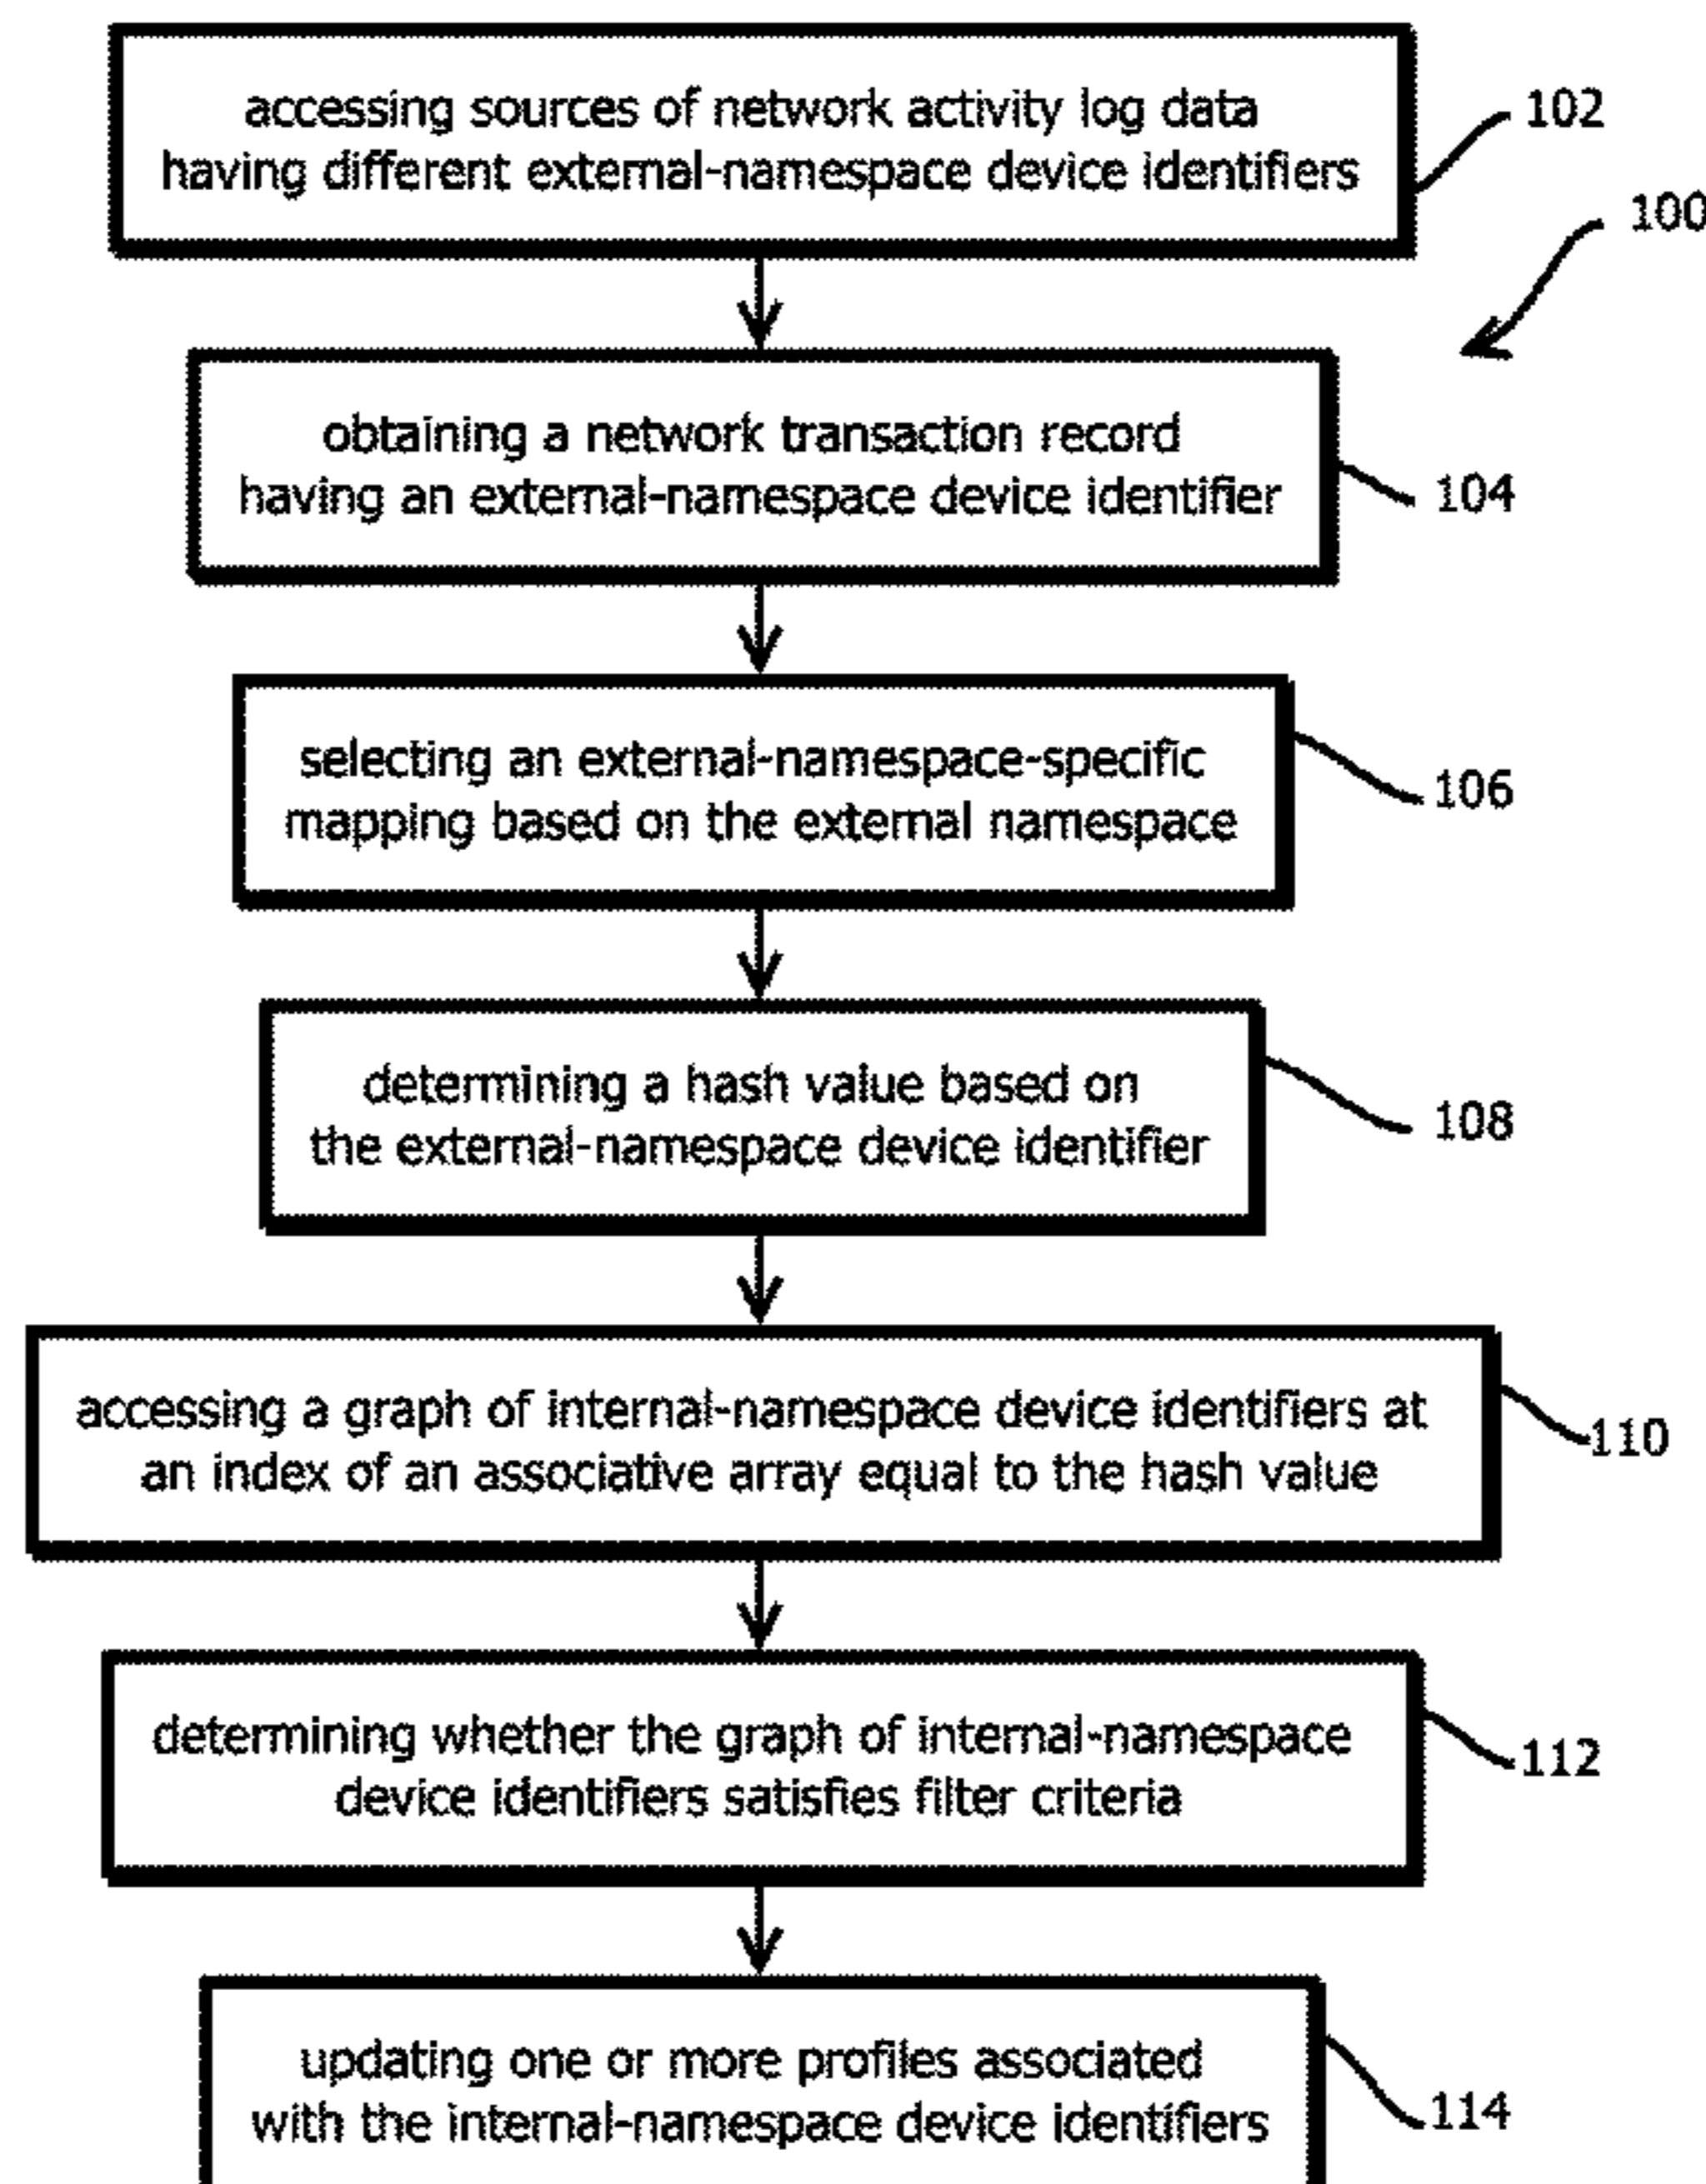 accessing sources of network activity log data
having different external-namespace device identifiers
102
100
obtaining a network transaction record
having an external-namespace device identifier
104
selecting an external-namespace-specific
mapping based on the external namespace
106
determining a hash value based on
the external-namespace device identifier
108
accessing a graph of internal-namespace device identifiers at
an index of an associative array equal to the hash value
110
determining whether the graph of internal-namespace
device identifiers satisfies filter criteria
112
updating one or more profiles associated
with the internal-namespace device identifiers
114